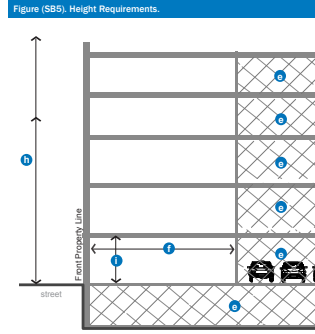 Figure (SB5). Height Requirements.
e
e
h
e
e
Front Property Line
f
i
e
street
e